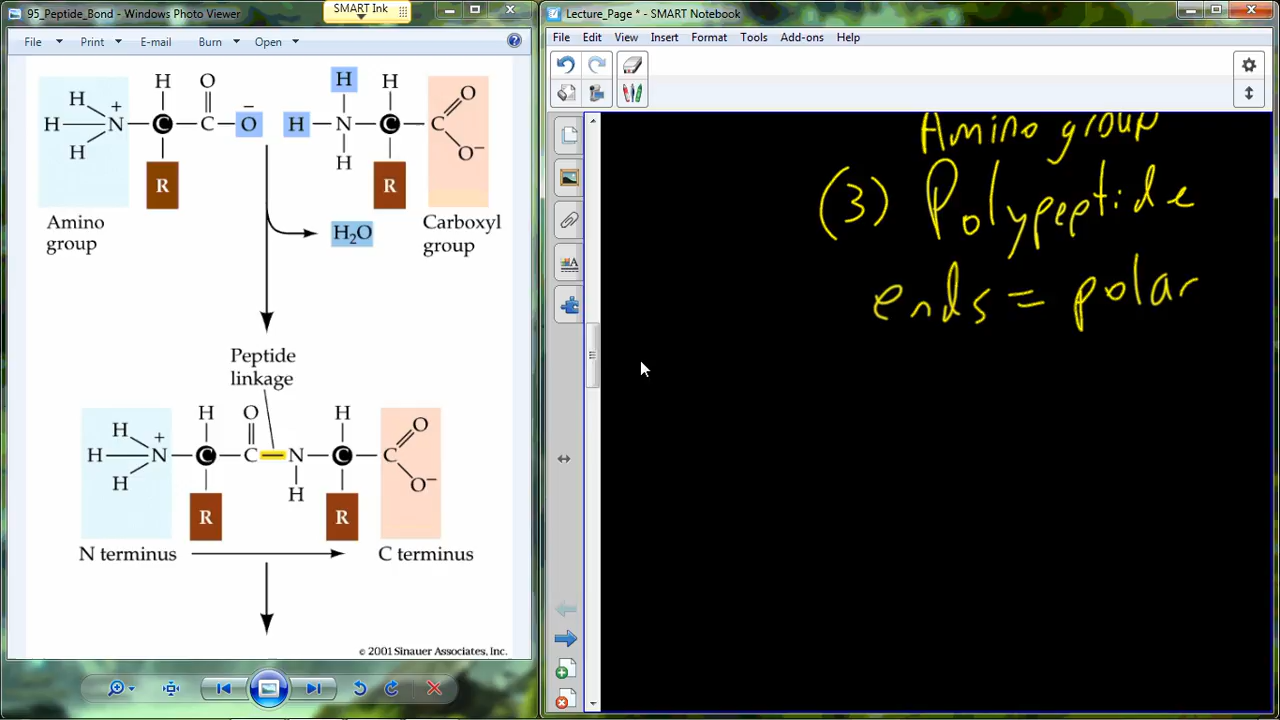 95_Peptide_Bond - Windows Photo Viewer
SMART Ink
File Print E-mail Burn Open
H O H H O
H + C O − H N C C
H N C H O−
H R H R
Amino group
Carboxyl group
H2O
Peptide linkage
H H O H O
H N + C C N C C
H R H R O−
N terminus C terminus
© 2001 Sinauer Associates, Inc.
Lecture_Page * - SMART Notebook
File Edit View Insert Format Tools Add-ons Help
Amino group
(3) Polypeptide
ends = polar